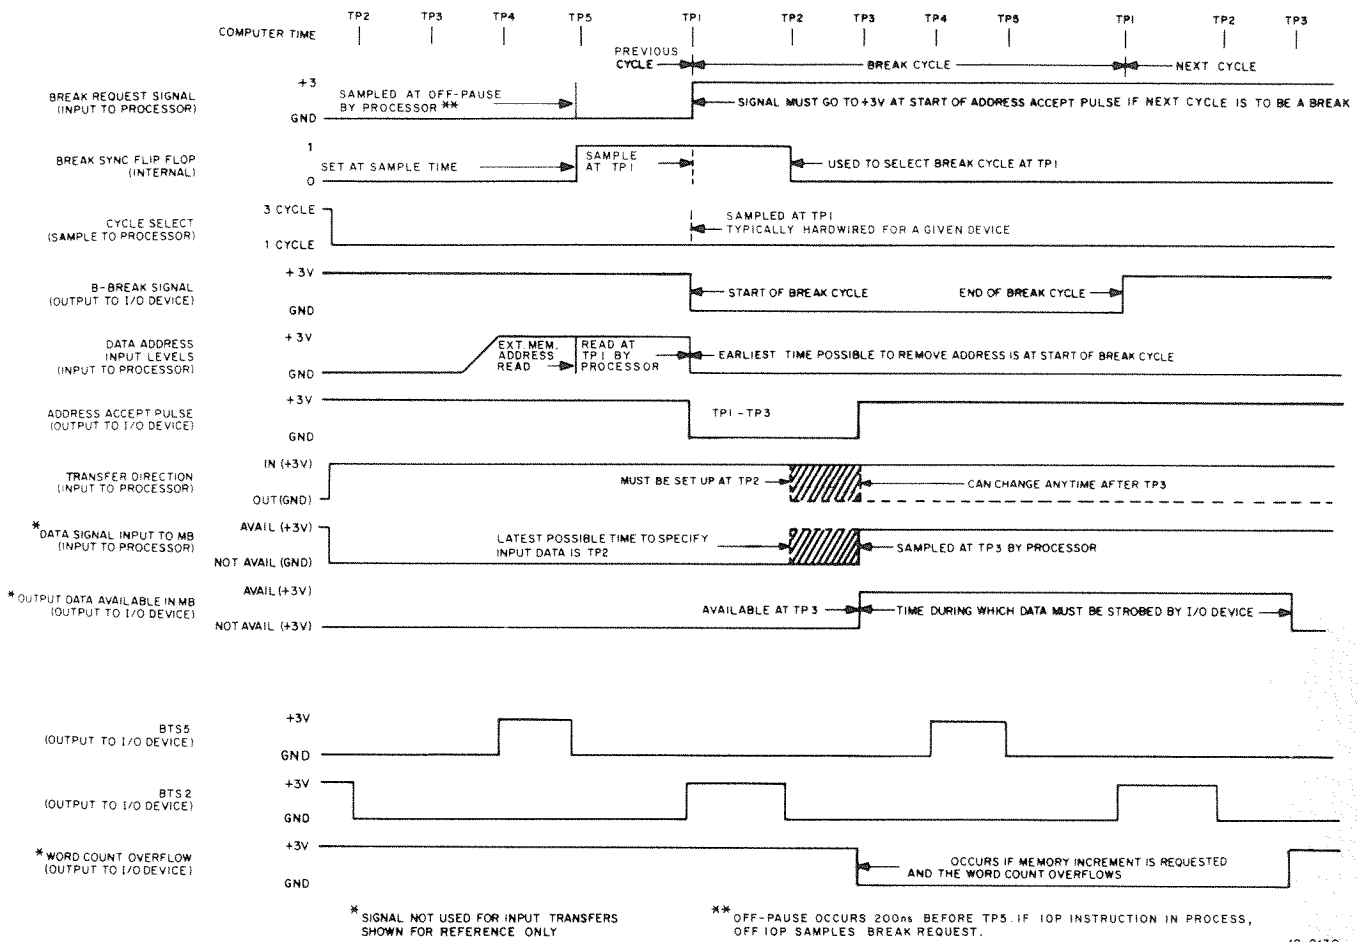 TP2 TP3 TP4 TP5 TP1 TP2 TP3 TP4 TP5 TP1 TP2 TP3
COMPUTER TIME
PREVIOUS
CYCLE BREAK CYCLE NEXT CYCLE
BREAK REQUEST SIGNAL
(INPUT TO PROCESSOR)
+3
GND
SAMPLED AT OFF-PAUSE
BY PROCESSOR **
SIGNAL MUST GO TO +3V AT START OF ADDRESS ACCEPT PULSE IF NEXT CYCLE IS TO BE A BREAK
BREAK SYNC FLIP FLOP
(INTERNAL)
1
0
SET AT SAMPLE TIME
SAMPLE
AT TP1
USED TO SELECT BREAK CYCLE AT TP1
CYCLE SELECT
(SAMPLE TO PROCESSOR)
3 CYCLE
1 CYCLE
SAMPLED AT TP1
TYPICALLY HARDWIRED FOR A GIVEN DEVICE
B-BREAK SIGNAL
(OUTPUT TO I/O DEVICE)
+3V
GND
START OF BREAK CYCLE
END OF BREAK CYCLE
DATA ADDRESS
INPUT LEVELS
(INPUT TO PROCESSOR)
+3V
GND
EXT. MEM.
ADDRESS
READ
READ AT
TP1 BY
PROCESSOR
EARLIEST TIME POSSIBLE TO REMOVE ADDRESS IS AT START OF BREAK CYCLE
ADDRESS ACCEPT PULSE
(OUTPUT TO I/O DEVICE)
+3V
GND
TP1-TP3
TRANSFER DIRECTION
(INPUT TO PROCESSOR)
IN (+3V)
OUT(GND)
MUST BE SET UP AT TP2
CAN CHANGE ANYTIME AFTER TP3
*DATA SIGNAL INPUT TO MB
(INPUT TO PROCESSOR)
AVAIL (+3V)
NOT AVAIL (GND)
LATEST POSSIBLE TIME TO SPECIFY
INPUT DATA IS TP2
SAMPLED AT TP3 BY PROCESSOR
*OUTPUT DATA AVAILABLE IN MB
(OUTPUT TO I/O DEVICE)
AVAIL(+3V)
NOT AVAIL (+3V)
AVAILABLE AT TP3
TIME DURING WHICH DATA MUST BE STROBED BY I/O DEVICE
BTS5
(OUTPUT TO I/O DEVICE)
+3V
GND
BTS2
(OUTPUT TO I/O DEVICE)
+3V
GND
*WORD COUNT OVERFLOW
(OUTPUT TO I/O DEVICE)
+3V
GND
OCCURS IF MEMORY INCREMENT IS REQUESTED
AND THE WORD COUNT OVERFLOWS
*SIGNAL NOT USED FOR INPUT TRANSFERS
SHOWN FOR REFERENCE ONLY
**OFF-PAUSE OCCURS 200ns BEFORE TP5. IF IOP INSTRUCTION IN PROCESS,
OFF IOP SAMPLES BREAK REQUEST.